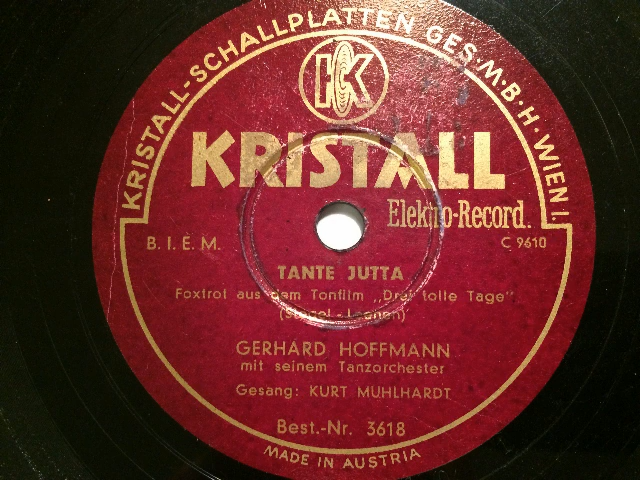 KRISTALL-SCHALLPLATTEN GES·M·B·H·WIEN I.
K
KRISTALL
Elektro-Record.
B. I. E. M.
C 9610
TANTE JUTTA
Foxtrot aus dem Tonfilm „Drei tolle Tage"
GERHARD HOFFMANN
mit seinem Tanzorchester
Gesang: KURT MUHLHARDT
Best.-Nr. 3618
MADE IN AUSTRIA